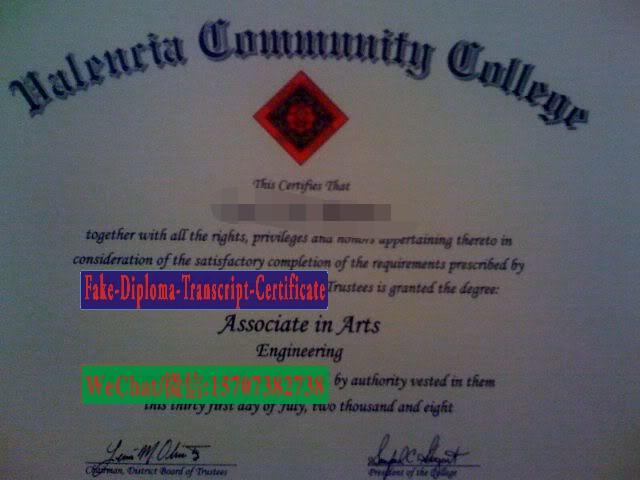 Valencia Community College
This Certifies That
together with all the rights, privileges and honors appertaining thereto in
consideration of the satisfactory completion of the requirements prescribed by
Fake-Diploma-Transcript-Certificate Trustees is granted the degree:
Associate in Arts
Engineering
WeChat/微信:15707382738 by authority vested in them
this thirty first day of July, two thousand and eight
Chairman, District Board of Trustees
President of the College